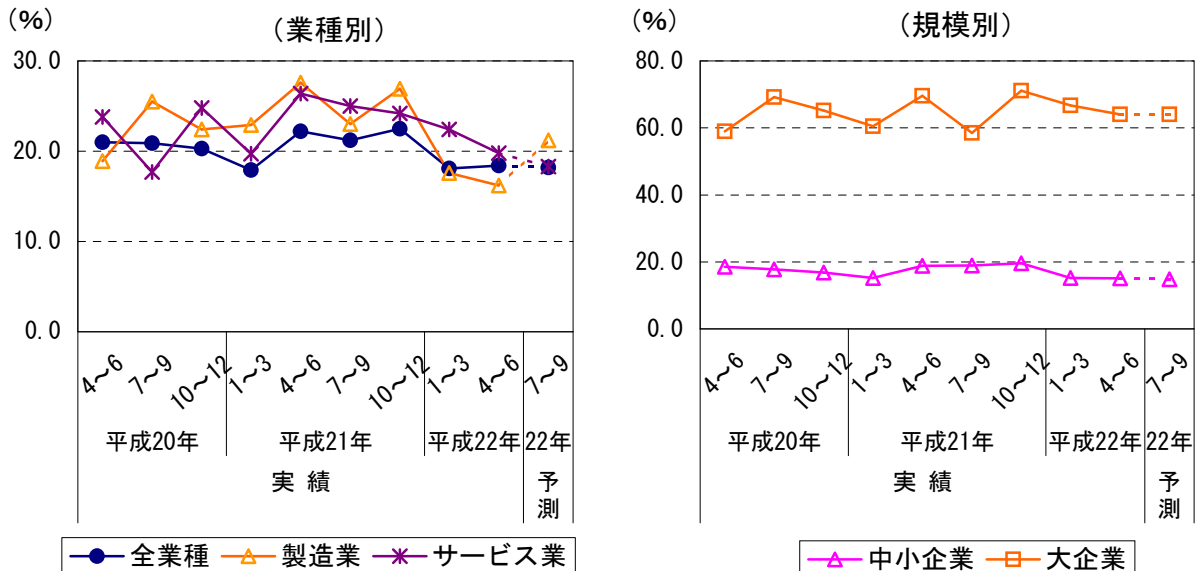 (%)
(業種別)
30.0
20.0
10.0
0.0
4~6
7~9
10~12
1~3
4~6
7~9
10~12
1~3
4~6
7~9
平成20年
平成21年
平成22年
22年
実 績
予測
全業種
製造業
サービス業
(%)
(規模別)
80.0
60.0
40.0
20.0
0.0
4~6
7~9
10~12
1~3
4~6
7~9
10~12
1~3
4~6
7~9
平成20年
平成21年
平成22年
22年
実 績
予測
中小企業
大企業